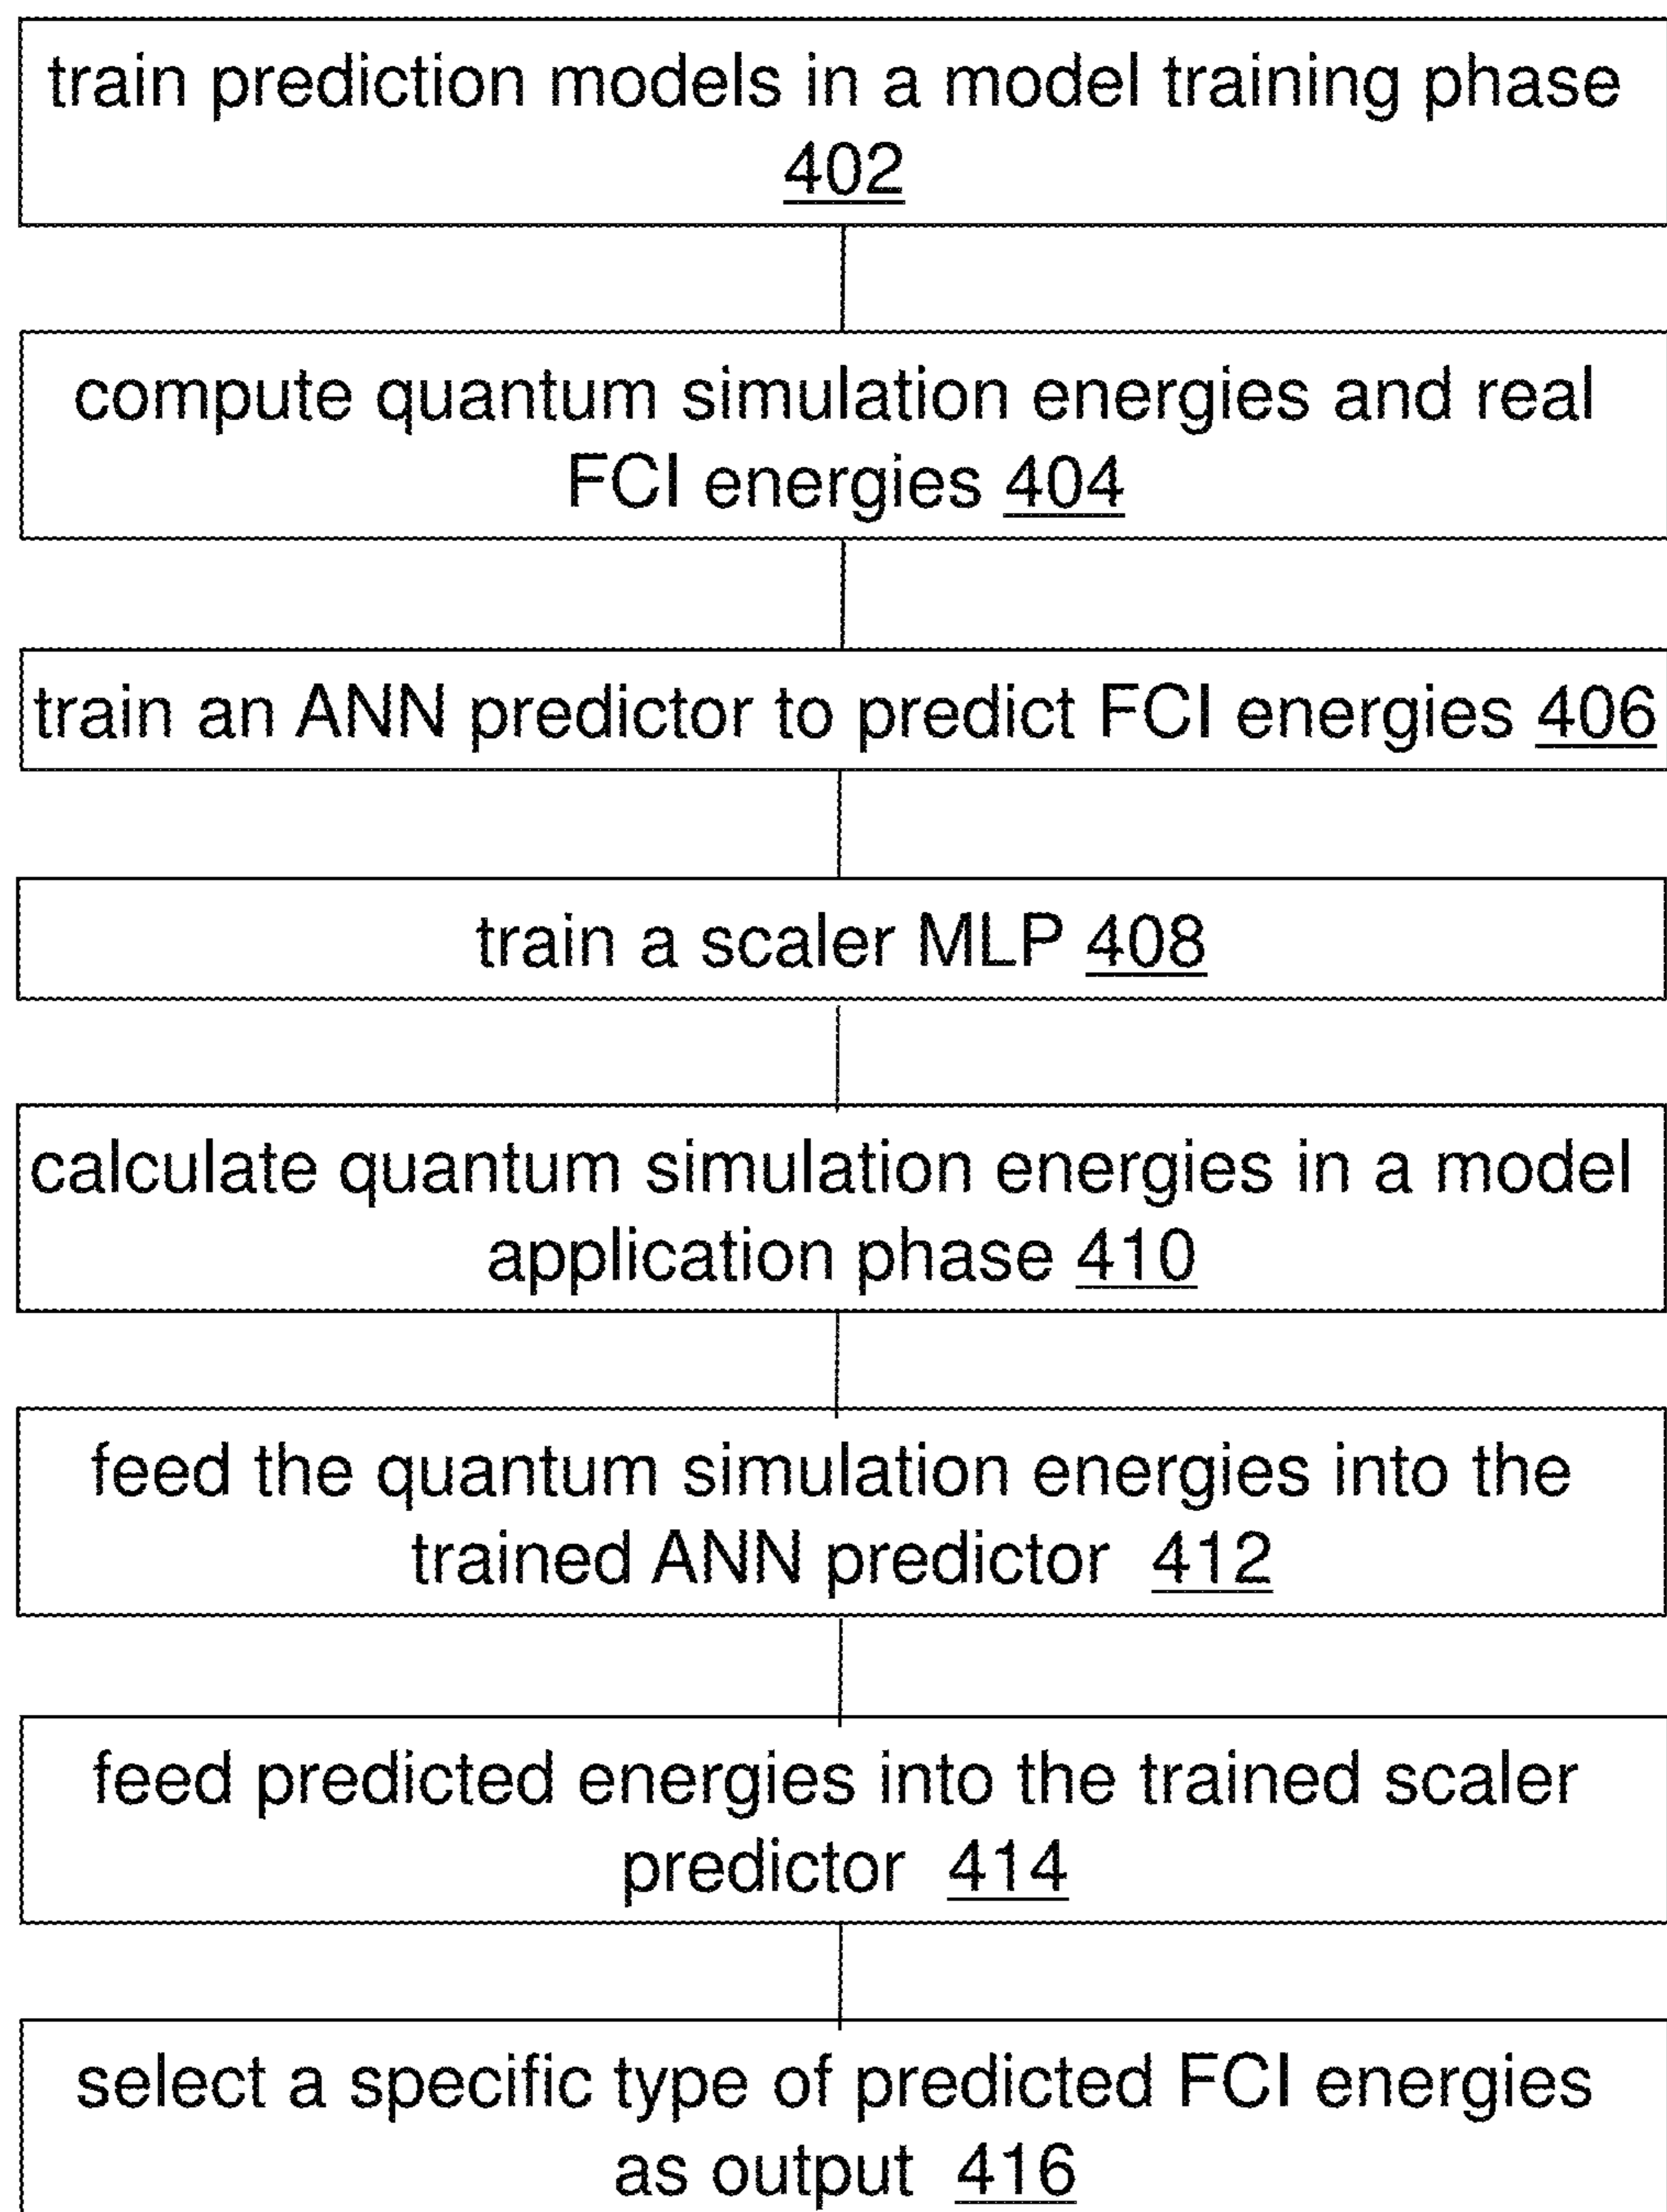 train prediction models in a model training phase
402
compute quantum simulation energies and real
FCI energies 404
train an ANN predictor to predict FCI energies 406
train a scaler MLP 408
calculate quantum simulation energies in a model
application phase 410
feed the quantum simulation energies into the
trained ANN predictor 412
feed predicted energies into the trained scaler
predictor 414
select a specific type of predicted FCI energies
as output 416